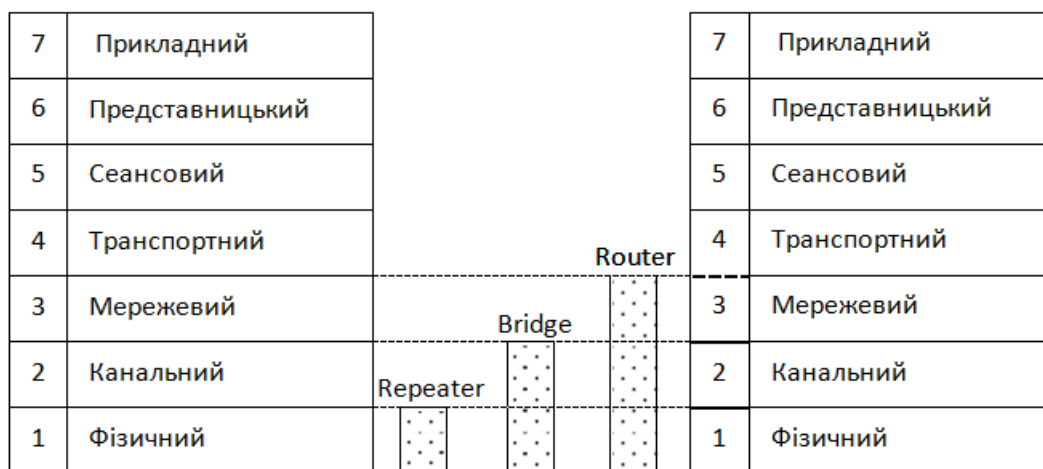 7 Прикладний 7 Прикладний
6 Представницький 6 Представницький
5 Сеансовий 5 Сеансовий
4 Транспортний 4 Транспортний
Router
3 Мережевий 3 Мережевий
Bridge
2 Канальний 2 Канальний
Repeater
1 Фізичний 1 Фізичний